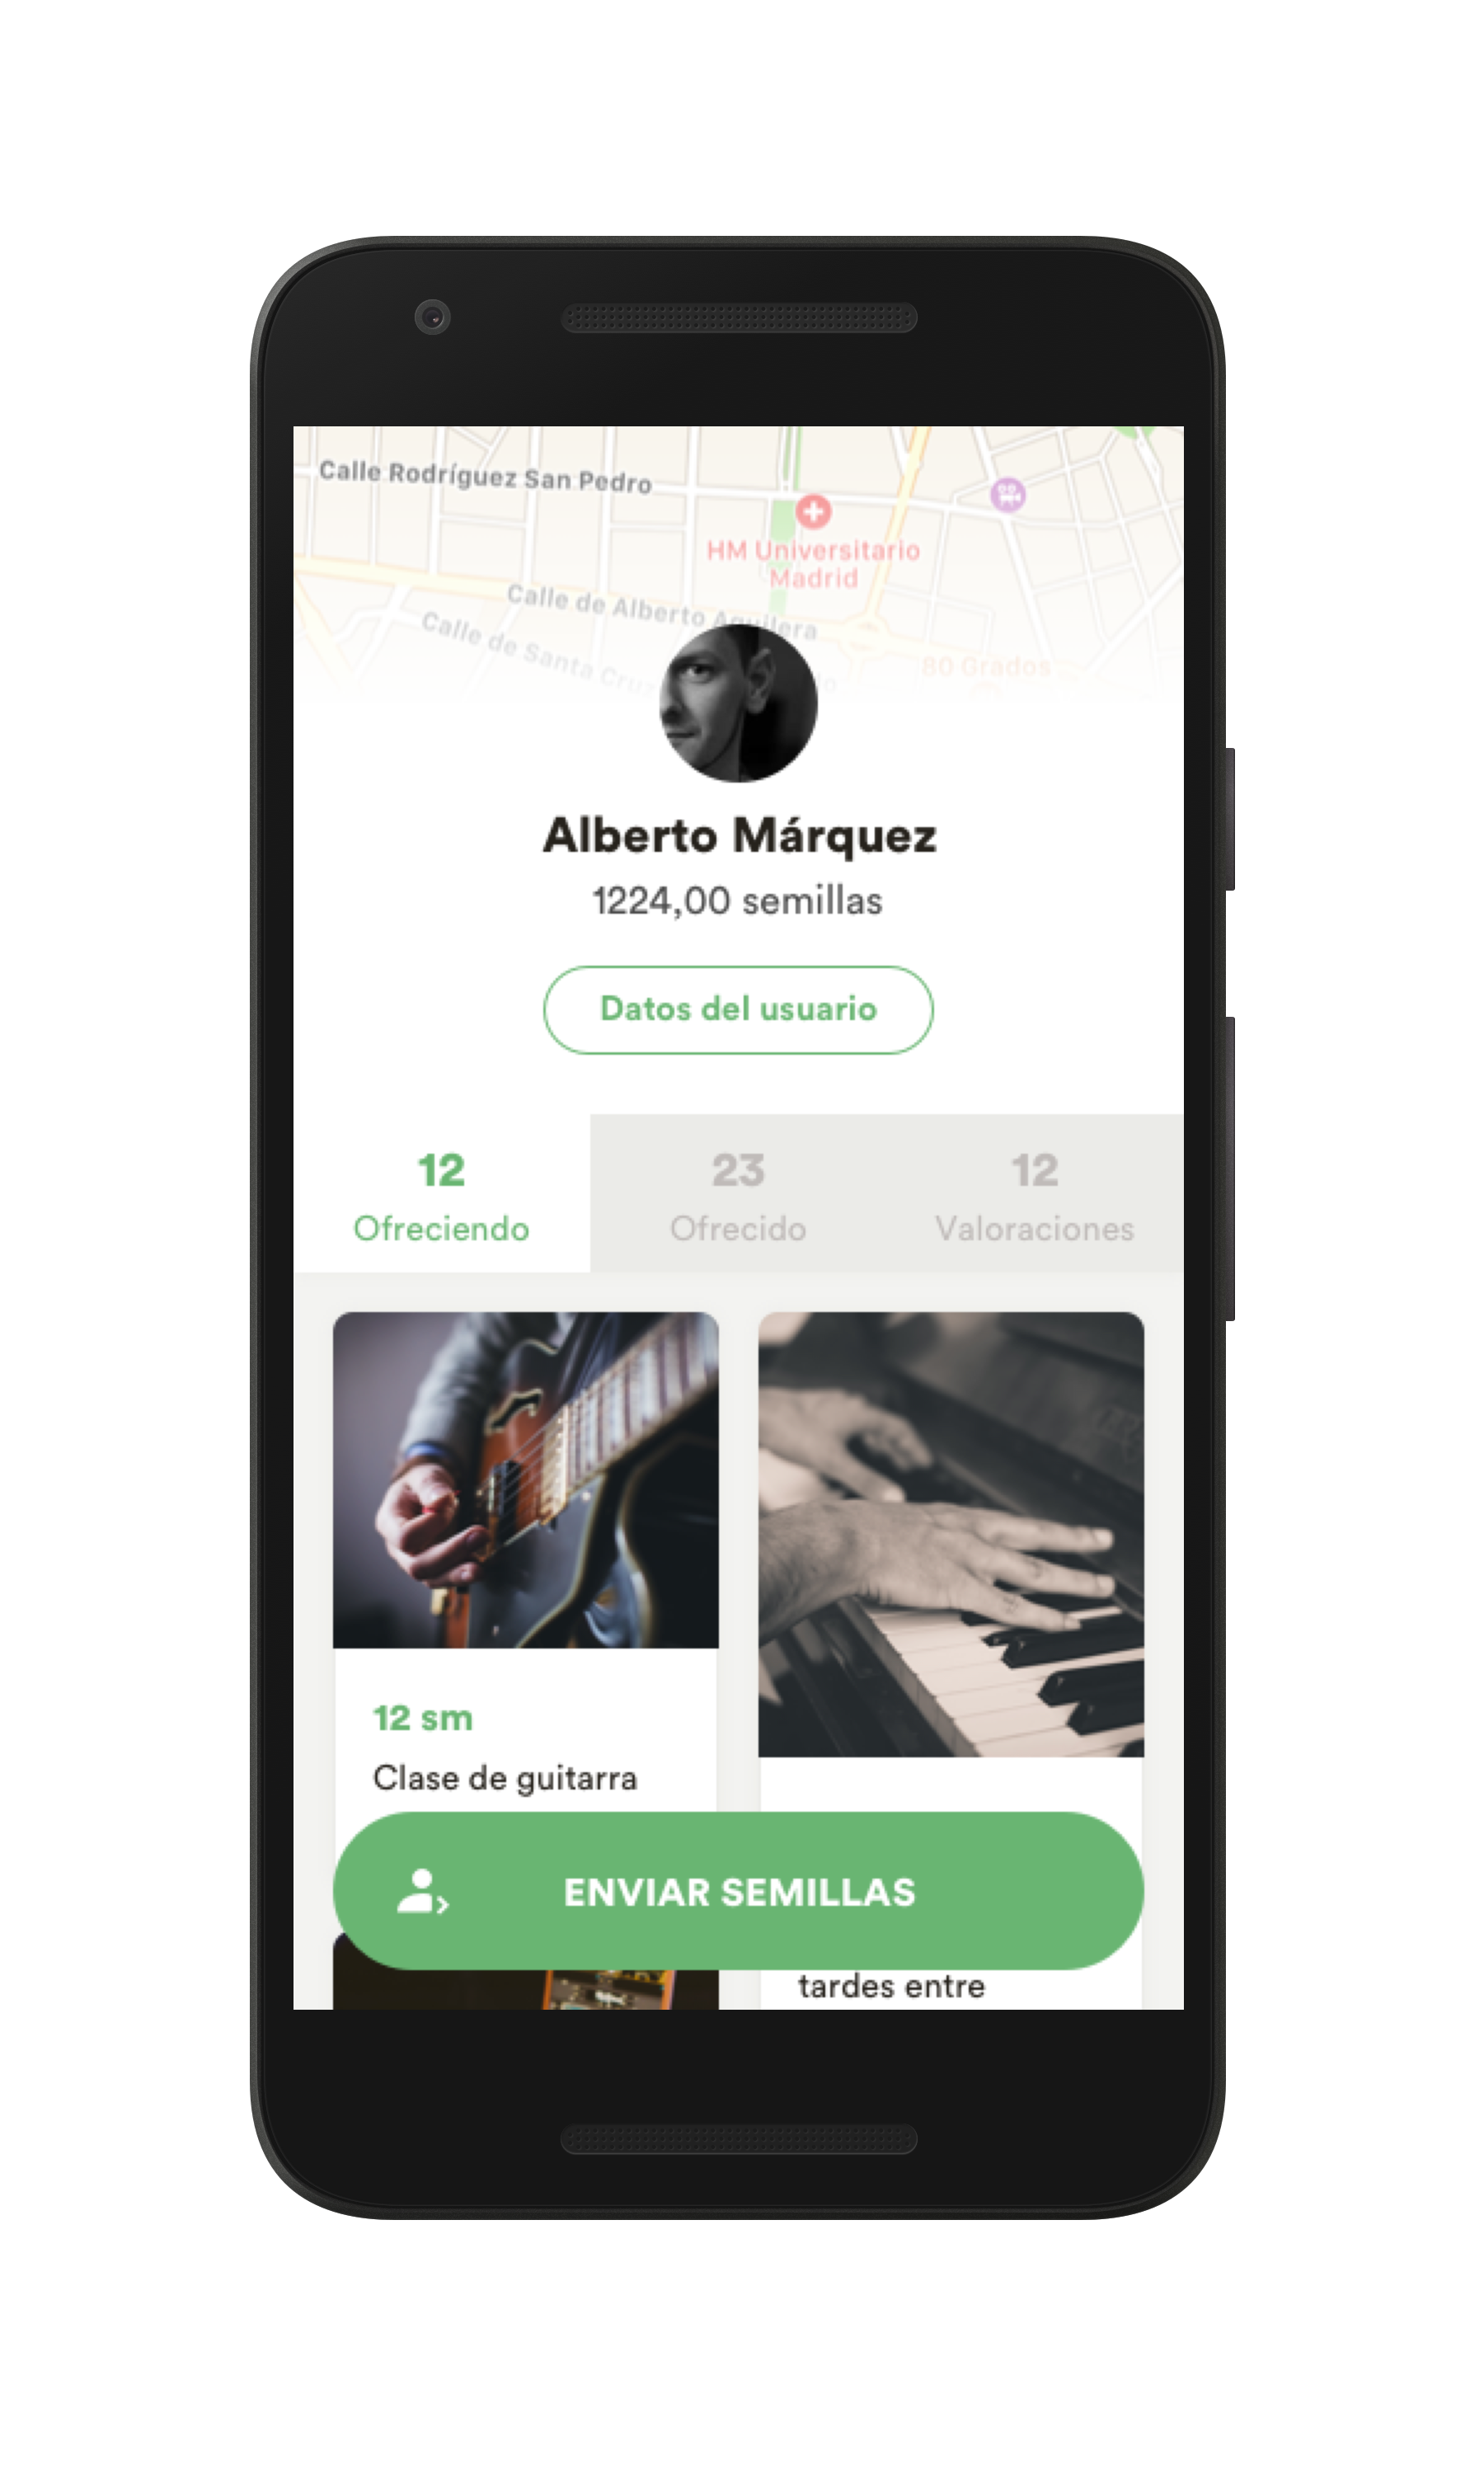 Calle Rodríguez San Pedro
HM Universitario
Madrid
Calle de Alberto Aguilera
Calle de Santa Cruz
80 Grados
Alberto Márquez
1224,00 semillas
Datos del usuario
12
Ofreciendo
23
Ofrecido
12
Valoraciones
12 sm
Clase de guitarra
ENVIAR SEMILLAS
tardes entre